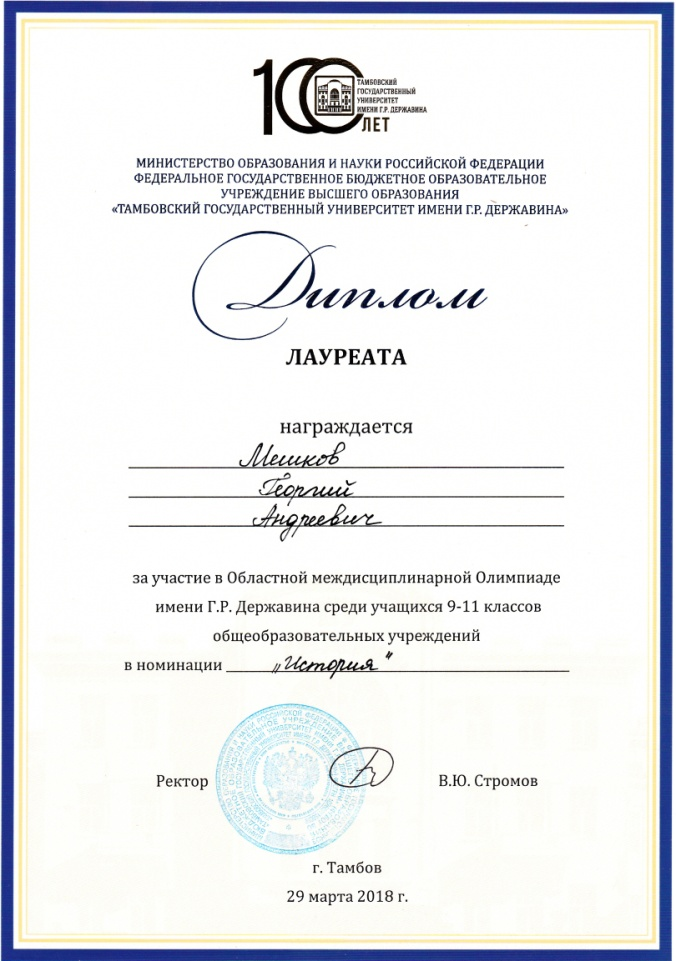 100
ТАМБОВСКИЙ
ГОСУДАРСТВЕННЫЙ
УНИВЕРСИТЕТ
ИМЕНИ Г.Р. ДЕРЖАВИНА
ЛЕТ
МИНИСТЕРСТВО ОБРАЗОВАНИЯ И НАУКИ РОССИЙСКОЙ ФЕДЕРАЦИИ
ФЕДЕРАЛЬНОЕ ГОСУДАРСТВЕННОЕ БЮДЖЕТНОЕ ОБРАЗОВАТЕЛЬНОЕ
УЧРЕЖДЕНИЕ ВЫСШЕГО ОБРАЗОВАНИЯ
«ТАМБОВСКИЙ ГОСУДАРСТВЕННЫЙ УНИВЕРСИТЕТ ИМЕНИ Г.Р. ДЕРЖАВИНА»
Диплом
ЛАУРЕАТА
награждается
Мешков
Георгий
Андреевич
за участие в Областной междисциплинарной Олимпиаде
имени Г.Р. Державина среди учащихся 9-11 классов
общеобразовательных учреждений
в номинации „История"
Ректор В.Ю. Стромов
г. Тамбов
29 марта 2018 г.